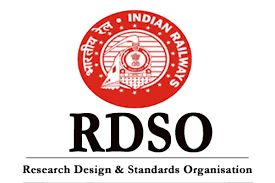 भारतीय रेल INDIAN RAILWAYS
RDSO
Research Design & Standards Organisation